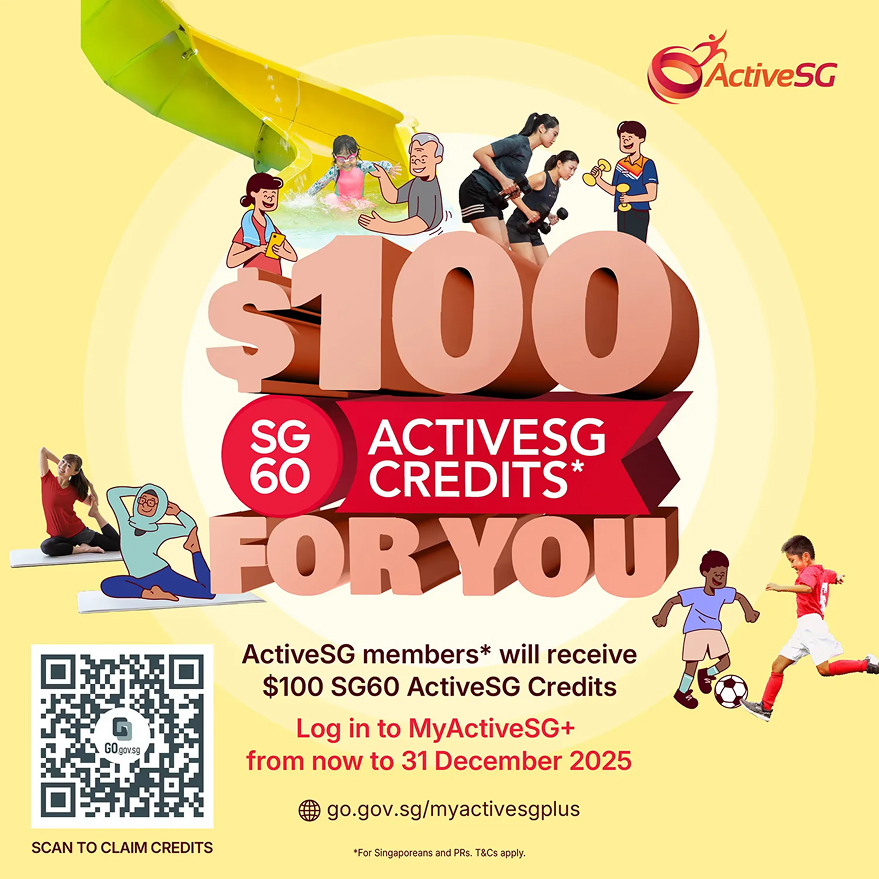 ActiveSG
$100
SG
60
ACTIVESG
CREDITS*
FOR YOU
ActiveSG members* will receive
$100 SG60 ActiveSG Credits
Log in to MyActiveSG+
from now to 31 December 2025
go.gov.sg/myactivesgplus
GO.gov.sg
SCAN TO CLAIM CREDITS
*For Singaporeans and PRs. T&Cs apply.